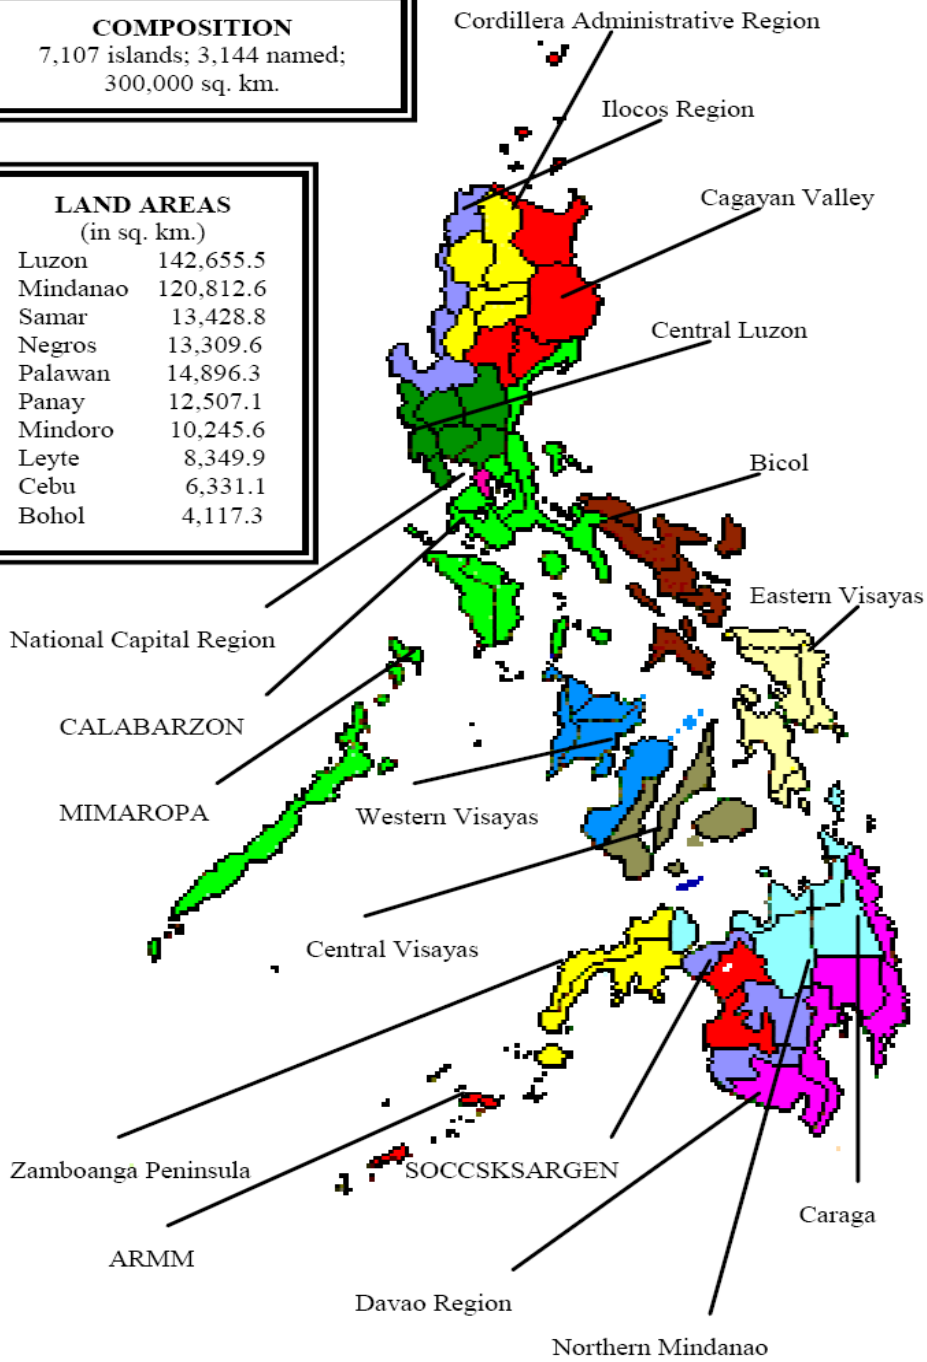 COMPOSITION
7,107 islands; 3,144 named;
300,000 sq. km.
LAND AREAS
(in sq. km.)
Luzon 142,655.5
Mindanao 120,812.6
Samar 13,428.8
Negros 13,309.6
Palawan 14,896.3
Panay 12,507.1
Mindoro 10,245.6
Leyte 8,349.9
Cebu 6,331.1
Bohol 4,117.3
Cordillera Administrative Region
Ilocos Region
Cagayan Valley
Central Luzon
Bicol
Eastern Visayas
National Capital Region
CALABARZON
MIMAROPA
Western Visayas
Central Visayas
Zamboanga Peninsula
SOCCSKSARGEN
Caraga
ARMM
Davao Region
Northern Mindanao